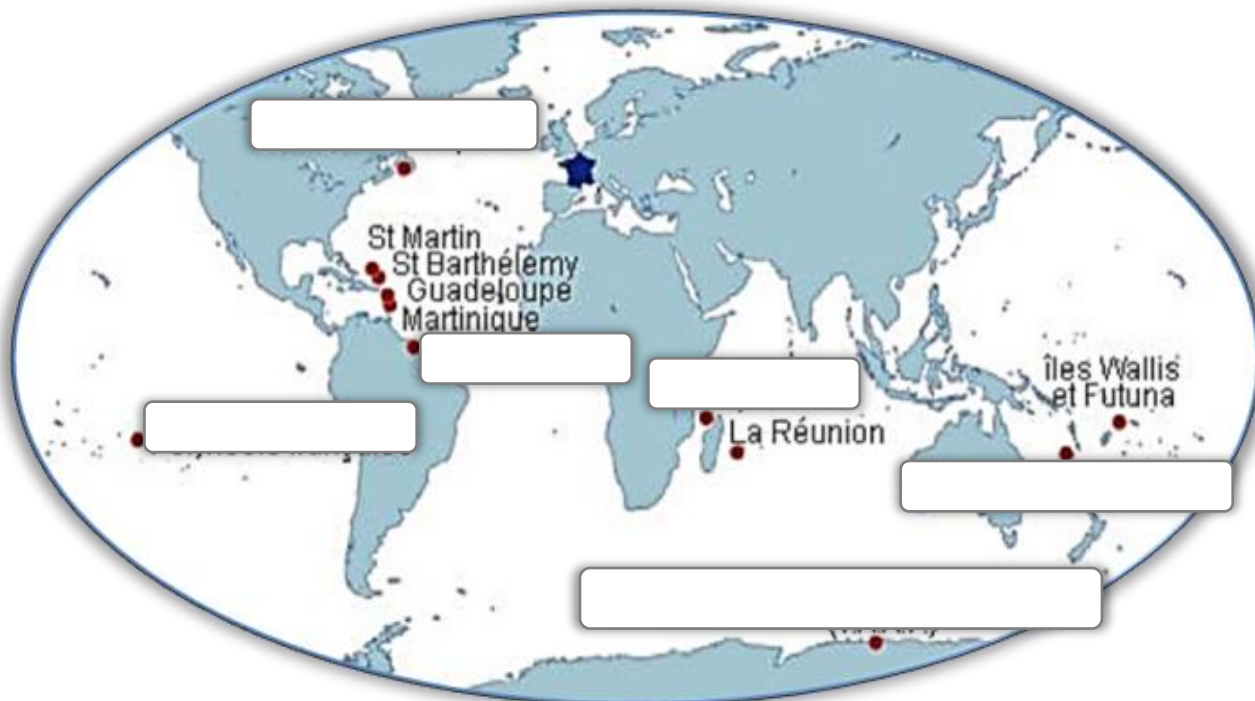 St Martin
St Barthélemy
Guadeloupe
Martinique
îles Wallis
et Futuna
La Réunion